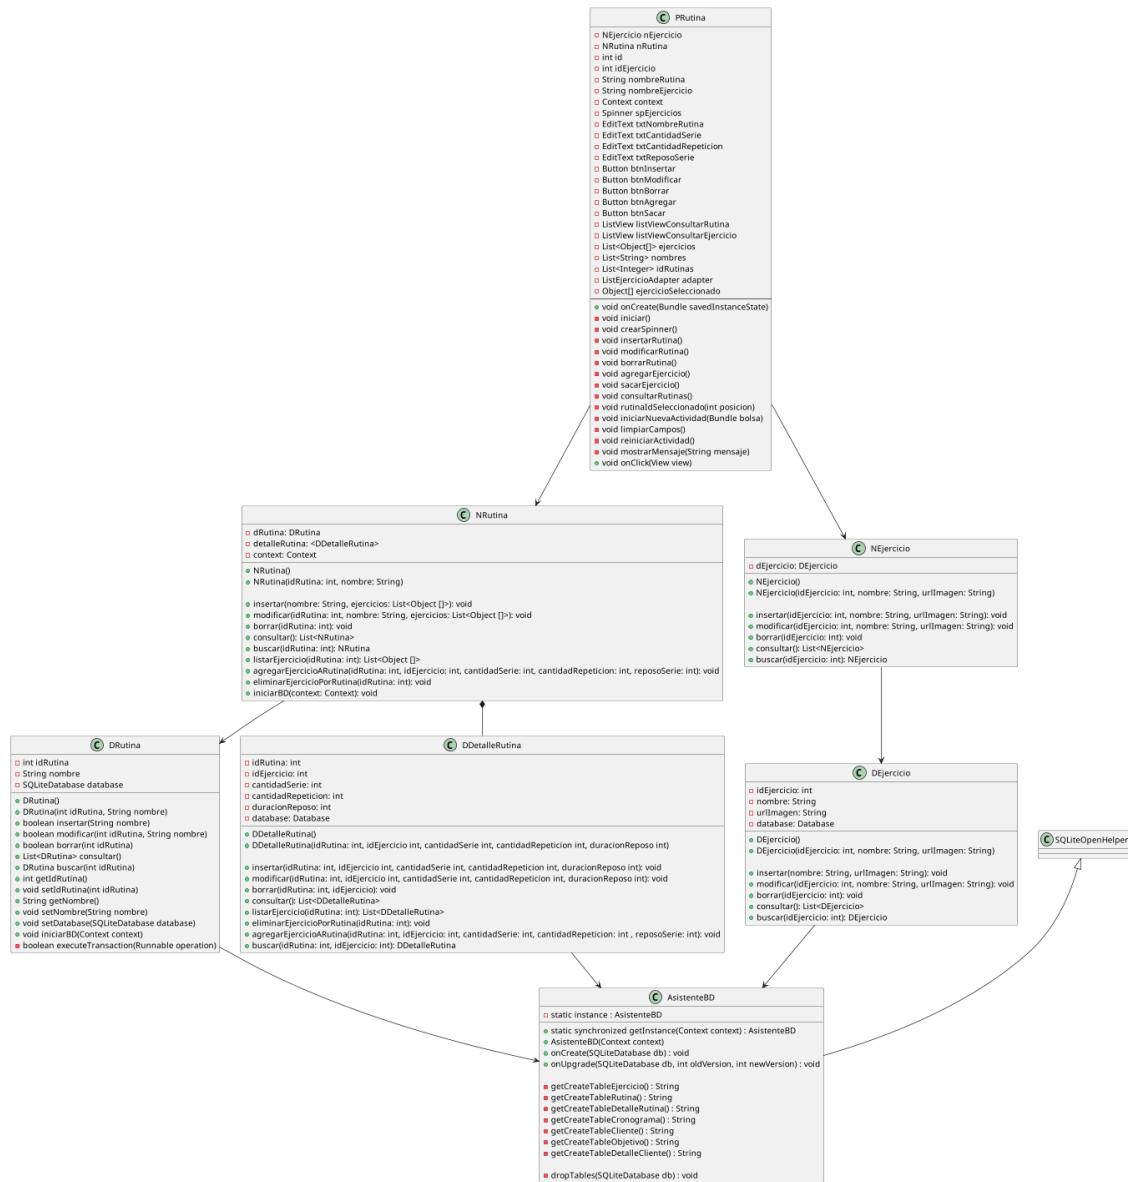 PRutina
NEjercicio nEjercicio
NRutina nRutina
int id
int idEjercicio
String nombreRutina
String nombreEjercicio
Context context
Spinner spEjercicios
EditText txtNombreRutina
EditText txtCantidadSerie
EditText txtCantidadRepeticion
EditText txtReposoSerie
Button btnInsertar
Button btnModificar
Button btnBorrar
Button btnAgregar
Button btnSacar
ListView listViewConsultarRutina
ListView listViewConsultarEjercicio
List<Object[]> ejercicios
List<String> nombres
List<Integer> idRutinas
ListEjercicioAdapter adapter
Object[] ejercicioSeleccionado
void onCreate(Bundle savedInstanceState)
void iniciar()
void crearSpinner()
void insertarRutina()
void modificarRutina()
void borrarRutina()
void agregarEjercicio()
void sacarEjercicio()
void consultarRutinas()
void rutinaIdSeleccionado(int posicion)
void iniciarNuevaActividad(Bundle bolsa)
void limpiarCampos()
void reiniciarActividad()
void mostrarMensaje(String mensaje)
void onClick(View view)
NRutina
dRutina: DRutina
detalleRutina: <DDetalleRutina>
context: Context
NRutina()
NRutina(idRutina: int, nombre: String)
insertar(nombre: String, ejercicios: List<Object []>): void
modificar(idRutina: int, nombre: String, ejercicios: List<Object []>): void
borrar(idRutina: int): void
consultar(): List<NRutina>
buscar(idRutina: int): NRutina
listarEjercicio(idRutina: int): List<Object []>
agregarEjercicioARutina(idRutina: int, idEjercicio: int, cantidadSerie: int, cantidadRepeticion: int, reposoSerie: int): void
eliminarEjercicioPorRutina(idRutina: int): void
iniciarBD(context: Context): void
NEjercicio
dEjercicio: DEjercicio
NEjercicio()
NEjercicio(idEjercicio: int, nombre: String, urlImagen: String)
insertar(idEjercicio: int, nombre: String, urlImagen: String): void
modificar(idEjercicio: int, nombre: String, urlImagen: String): void
borrar(idEjercicio: int): void
consultar(): List<NEjercicio>
buscar(idEjercicio: int): NEjercicio
DRutina
int idRutina
String nombre
SQLiteDatabase database
DRutina()
DRutina(int idRutina, String nombre)
boolean insertar(String nombre)
boolean modificar(int idRutina, String nombre)
boolean borrar(int idRutina)
List<DRutina> consultar()
DRutina buscar(int idRutina)
int getIdRutina()
void setIdRutina(int idRutina)
String getNombre()
void setNombre(String nombre)
void setDatabase(SQLiteDatabase database)
void iniciarBD(Context context)
boolean executeTransaction(Runnable operation)
DDetalleRutina
idRutina: int
idEjercicio: int
cantidadSerie: int
cantidadRepeticion: int
duracionReposo: int
database: Database
DDetalleRutina()
DDetalleRutina(idRutina: int, idEjercicio int, cantidadSerie int, cantidadRepeticion int, duracionReposo int)
insertar(idRutina: int, idEjercicio int, cantidadSerie int, cantidadRepeticion int, duracionReposo int): void
modificar(idRutina: int, idEjercicio int, cantidadSerie int, cantidadRepeticion int, duracionReposo int): void
borrar(idRutina: int, idEjercicio): void
consultar(): List<DDetalleRutina>
listarEjercicio(idRutina: int): List<DDetalleRutina>
eliminarEjercicioPorRutina(idRutina: int): void
agregarEjercicioARutina(idRutina: int, idEjercicio: int, cantidadSerie: int, cantidadRepeticion: int , reposoSerie: int): void
buscar(idRutina: int, idEjercicio: int): DDetalleRutina
DEjercicio
idEjercicio: int
nombre: String
urlImagen: String
database: Database
DEjercicio()
DEjercicio(idEjercicio: int, nombre: String, urlImagen: String)
insertar(nombre: String, urlImagen: String): void
modificar(idEjercicio: int, nombre: String, urlImagen: String): void
borrar(idEjercicio: int): void
consultar(): List<DEjercicio>
buscar(idEjercicio: int): DEjercicio
SQLiteOpenHelper
AsistenteBD
static instance : AsistenteBD
static synchronized getInstance(Context context) : AsistenteBD
AsistenteBD(Context context)
onCreate(SQLiteDatabase db) : void
onUpgrade(SQLiteDatabase db, int oldVersion, int newVersion) : void
getCreateTableEjercicio() : String
getCreateTableRutina() : String
getCreateTableDetalleRutina() : String
getCreateTableCronograma() : String
getCreateTableCliente() : String
getCreateTableObjetivo() : String
getCreateTableDetalleCliente() : String
dropTables(SQLiteDatabase db) : void